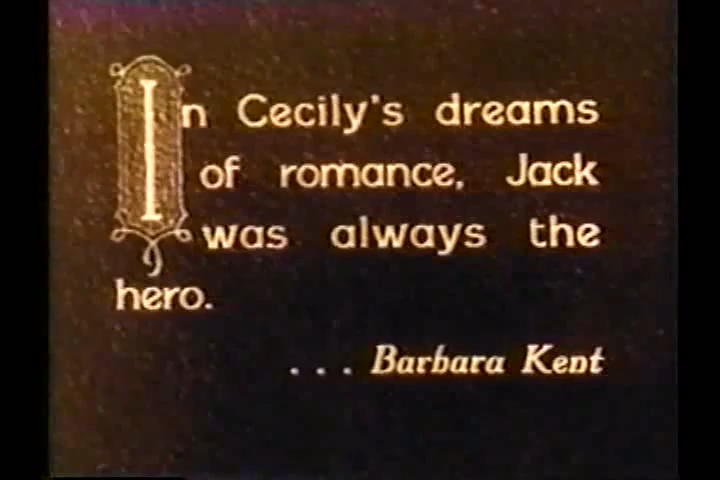 In Cecily's dreams
of romance, Jack
was always the
hero.
. . . Barbara Kent